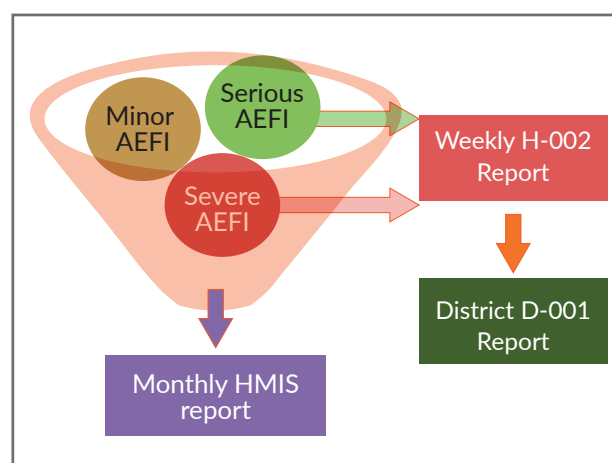 Minor
AEFI
Serious
AEFI
Severe
AEFI
Weekly H-002
Report
District D-001
Report
Monthly HMIS
report